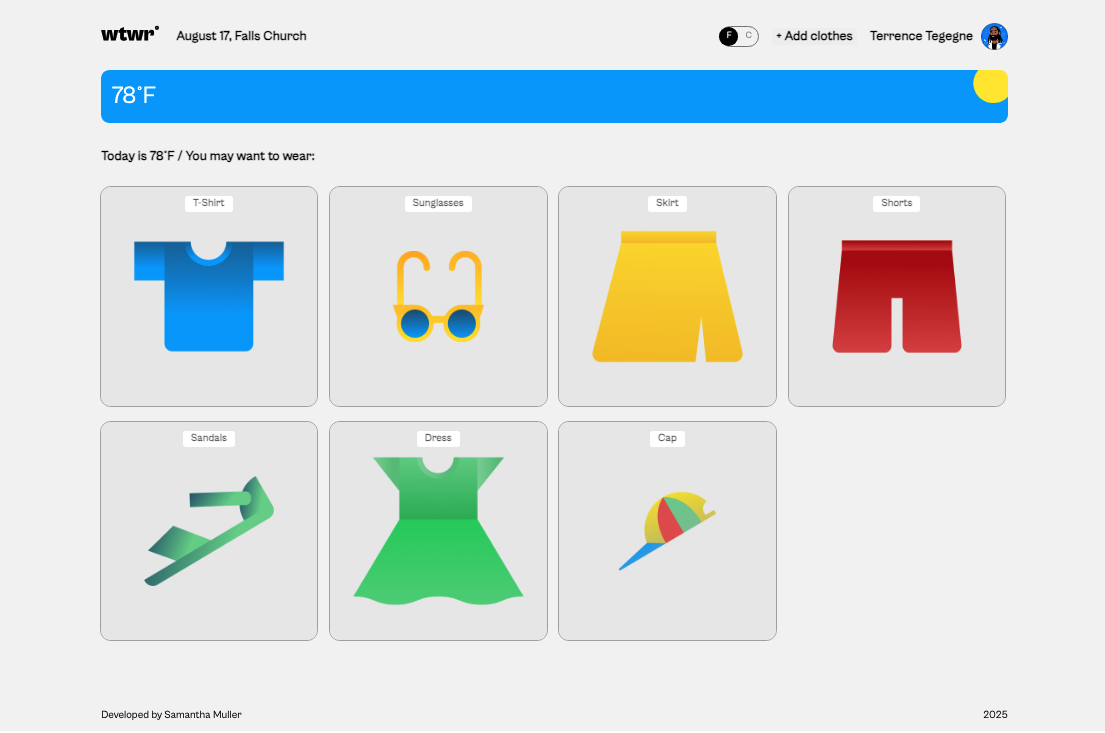 wtwr°
August 17, Falls Church
F C
+ Add clothes
Terrence Tegegne
78°F
Today is 78°F / You may want to wear:
T-Shirt
Sunglasses
Skirt
Shorts
Sandals
Dress
Cap
Developed by Samantha Muller
2025